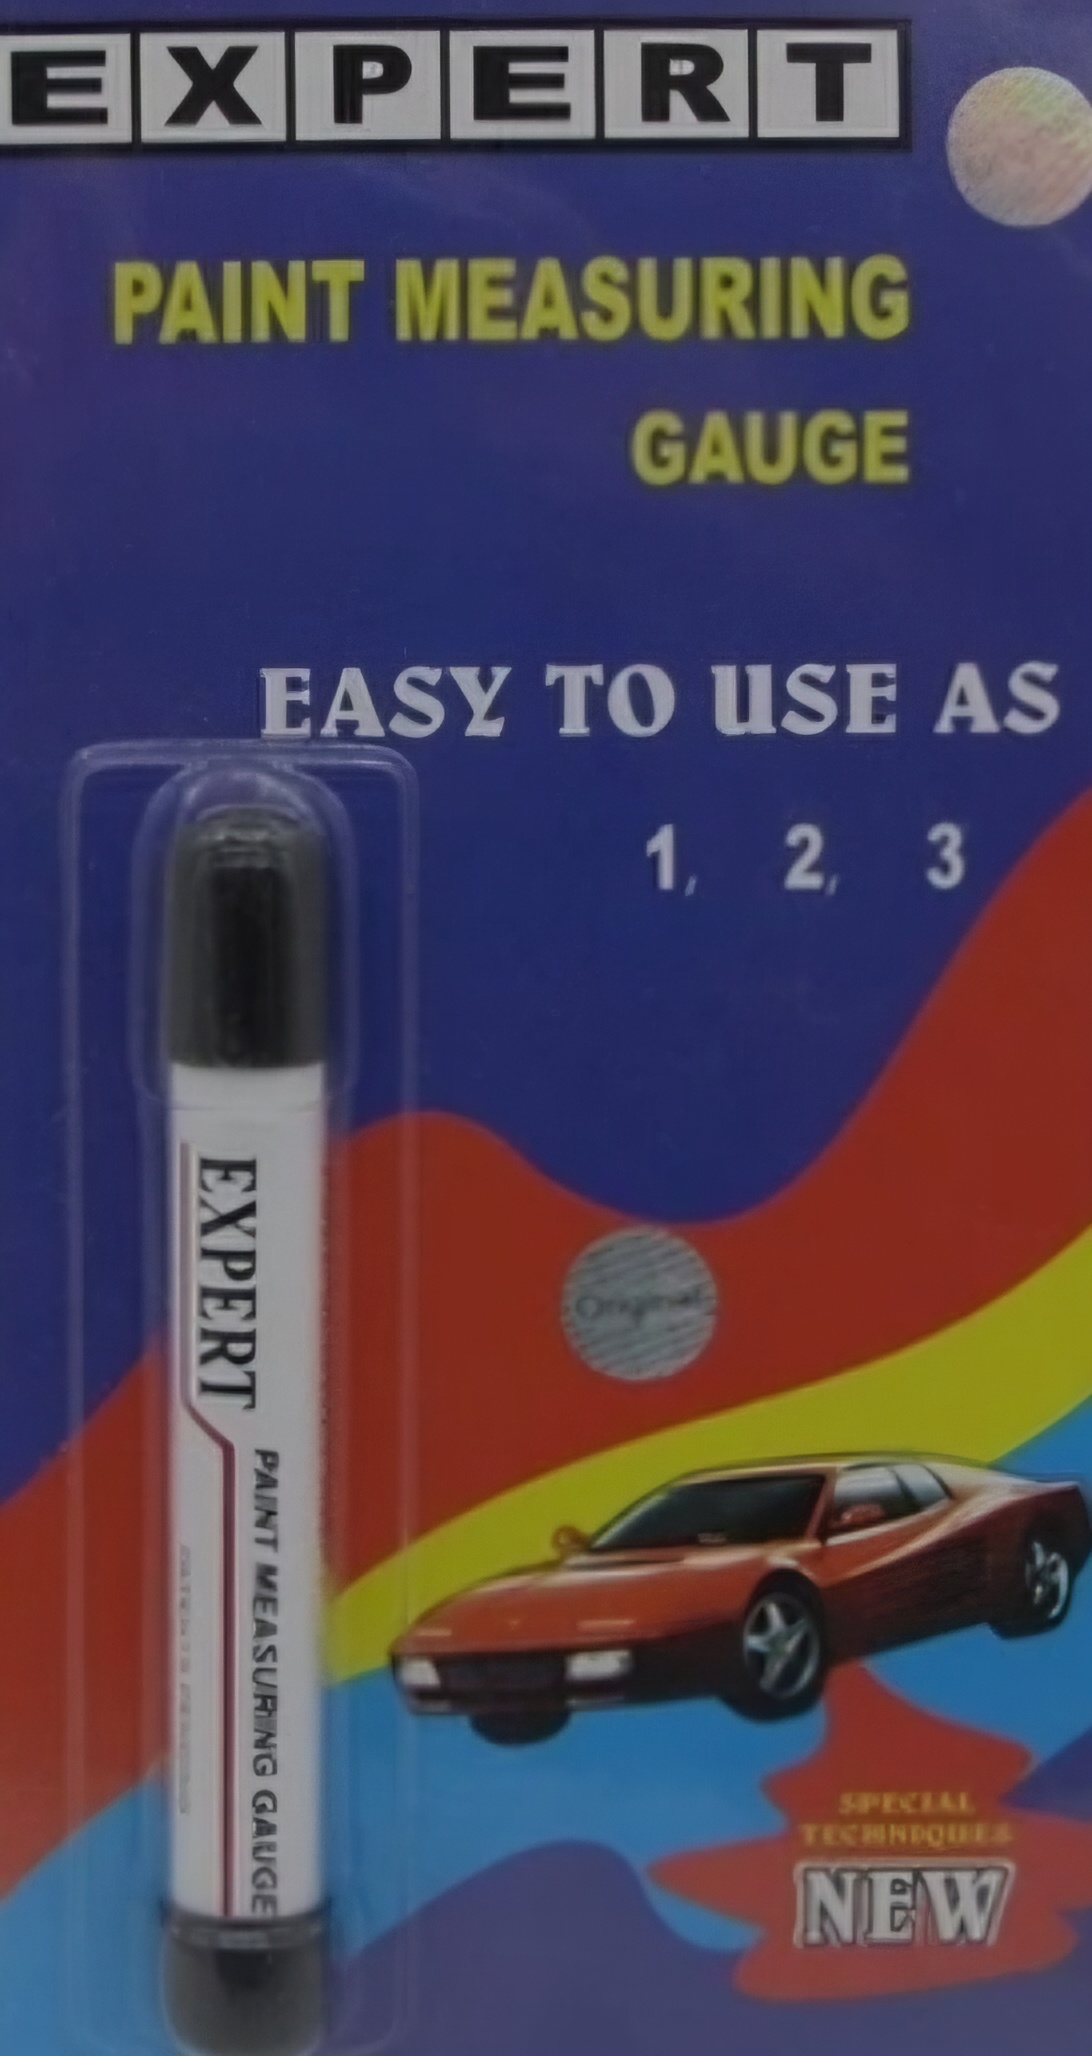 EXPERT
PAINT MEASURING
GAUGE
EASY TO USE AS
1, 2, 3
EXPERT
PAINT MEASURING GAUGE
Original
SPECIAL
TECHNIQUES
NEW